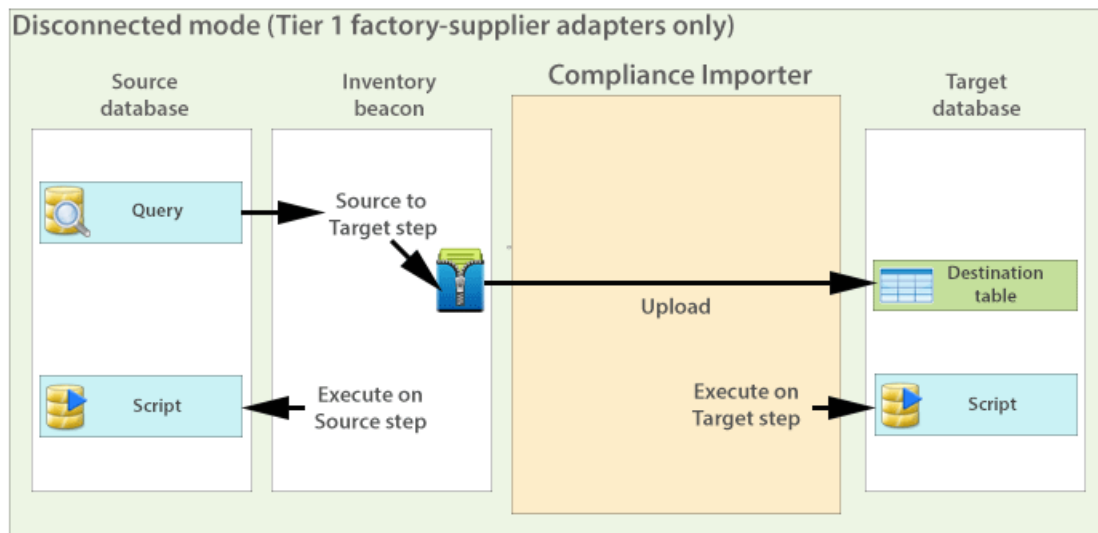 Disconnected mode (Tier 1 factory-supplier adapters only)
Source
database
Inventory
beacon
Compliance Importer
Target
database
Query
Source to
Target step
Destination
table
Upload
Script
Execute on
Source step
Execute on
Target step
Script